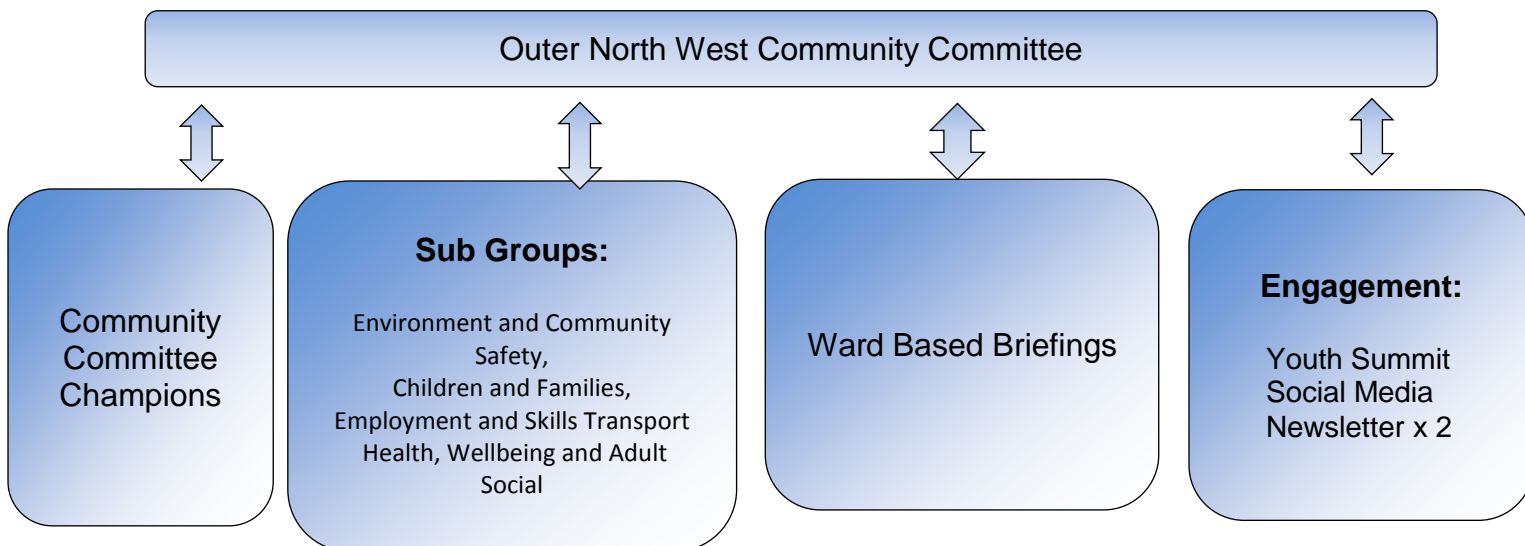 Outer North West Community Committee
Community
Committee
Champions
Sub Groups:
Environment and Community
Safety,
Children and Families,
Employment and Skills Transport
Health, Wellbeing and Adult
Social
Ward Based Briefings
Engagement:
Youth Summit
Social Media
Newsletter x 2